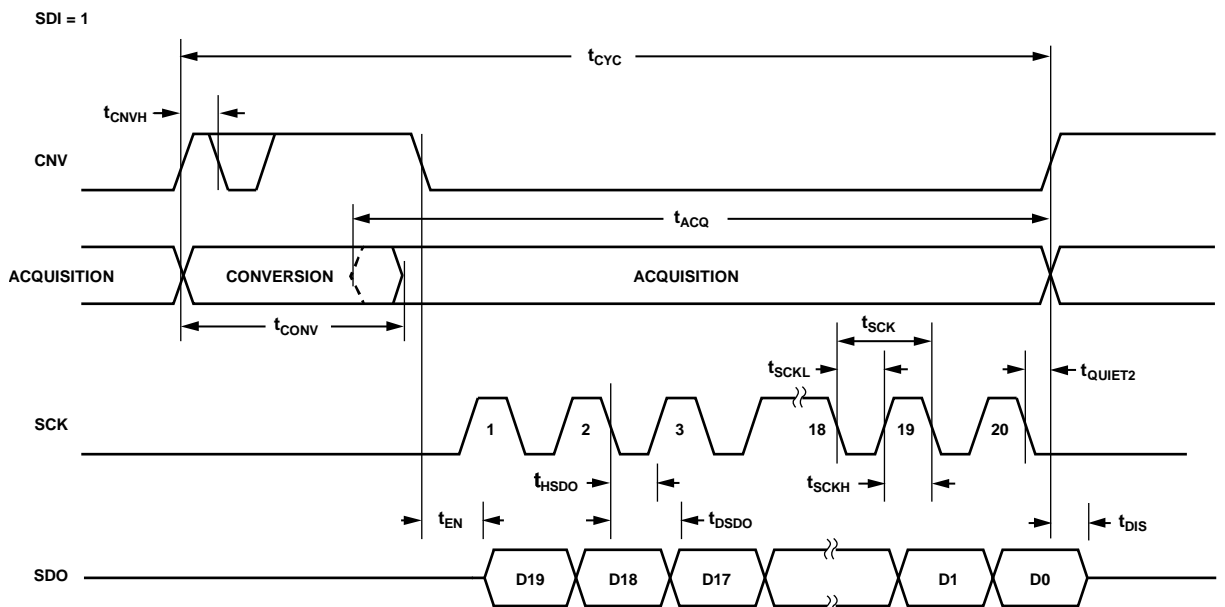 SDI = 1
tCYC
tCNVH
CNV
tACQ
ACQUISITION
CONVERSION
ACQUISITION
tCONV
tSCK
tSCKL
tQUIET2
SCK
1 2 3 18 19 20
tHSDO
tSCKH
tEN
tDSDO
tDIS
SDO
D19 D18 D17 D1 D0